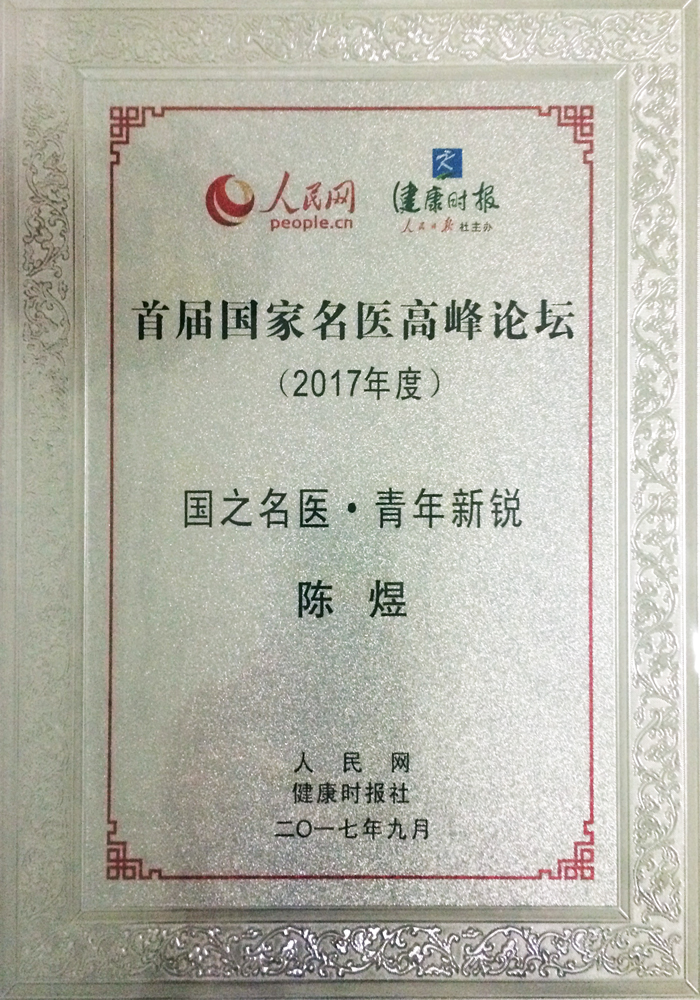 人民网 健康时报
people.cn 人民日报 社主办
首届国家名医高峰论坛
（2017年度）
国之名医·青年新锐
陈 煜
人 民 网
健康时报社
二〇一七年九月